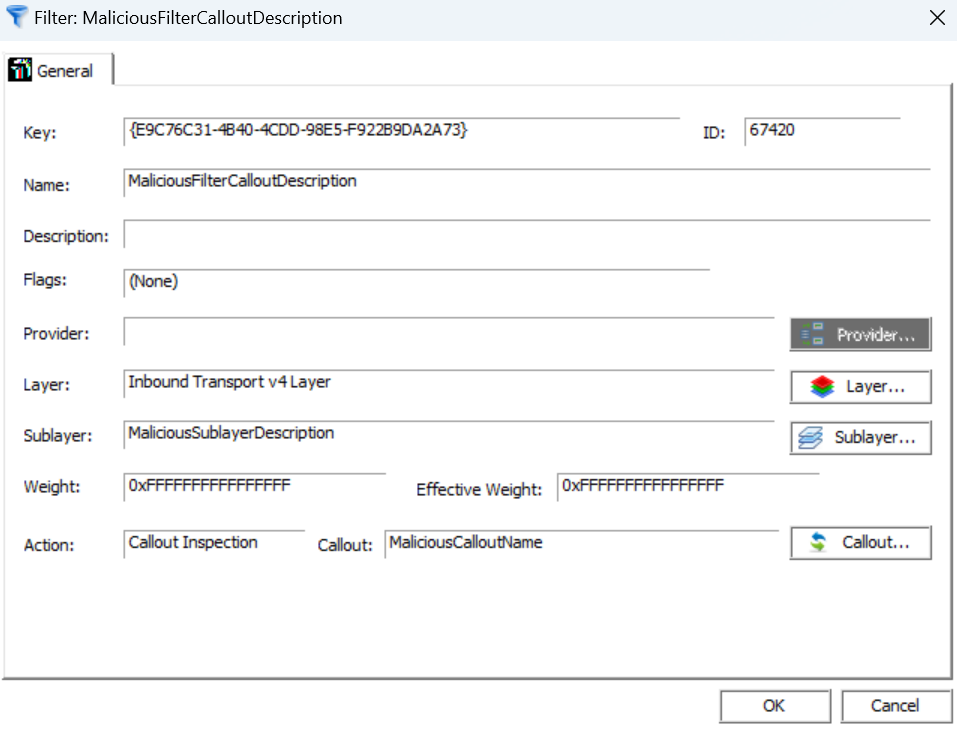 Filter: MaliciousFilterCalloutDescription
General
Key: {E9C76C31-4B40-4CDD-98E5-F922B9DA2A73} ID: 67420
Name: MaliciousFilterCalloutDescription
Description:
Flags: (None)
Provider: Provider...
Layer: Inbound Transport v4 Layer Layer...
Sublayer: MaliciousSublayerDescription Sublayer...
Weight: 0xFFFFFFFFFFFFFFFF Effective Weight: 0xFFFFFFFFFFFFFFFF
Action: Callout Inspection Callout: MaliciousCalloutName Callout...
OK Cancel